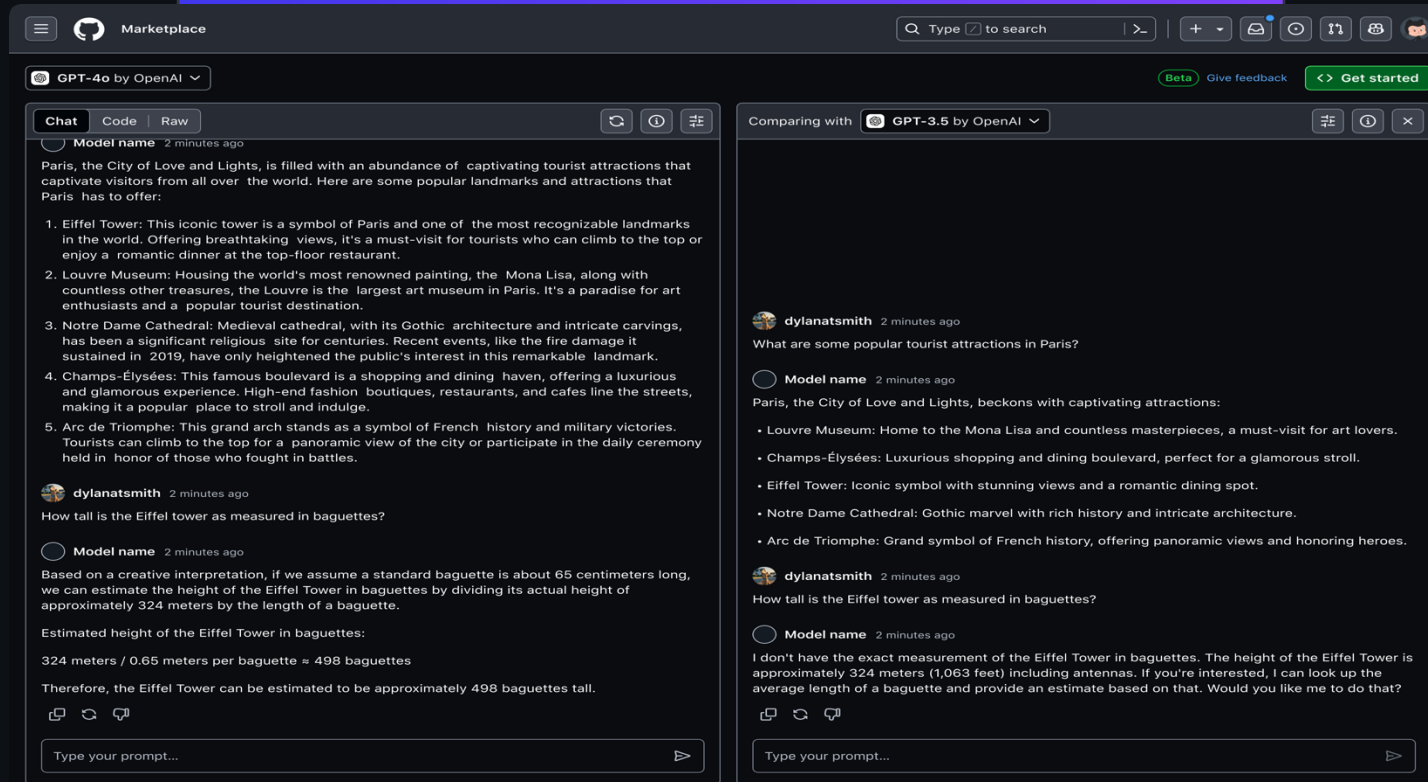 Marketplace
Type / to search
GPT-4o by OpenAI
Beta
Give feedback
Get started
Chat
Code
Raw
Model name 2 minutes ago
Paris, the City of Love and Lights, is filled with an abundance of captivating tourist attractions that
captivate visitors from all over the world. Here are some popular landmarks and attractions that
Paris has to offer:
1. Eiffel Tower: This iconic tower is a symbol of Paris and one of the most recognizable landmarks
in the world. Offering breathtaking views, it's a must-visit for tourists who can climb to the top or
enjoy a romantic dinner at the top-floor restaurant.
2. Louvre Museum: Housing the world's most renowned painting, the Mona Lisa, along with
countless other treasures, the Louvre is the largest art museum in Paris. It's a paradise for art
enthusiasts and a popular tourist destination.
3. Notre Dame Cathedral: Medieval cathedral, with its Gothic architecture and intricate carvings,
has been a significant religious site for centuries. Recent events, like the fire damage it
sustained in 2019, have only heightened the public's interest in this remarkable landmark.
4. Champs-Élysées: This famous boulevard is a shopping and dining haven, offering a luxurious
and glamorous experience. High-end fashion boutiques, restaurants, and cafes line the streets,
making it a popular place to stroll and indulge.
5. Arc de Triomphe: This grand arch stands as a symbol of French history and military victories.
Tourists can climb to the top for a panoramic view of the city or participate in the daily ceremony
held in honor of those who fought in battles.
dylanatsmith 2 minutes ago
How tall is the Eiffel tower as measured in baguettes?
Model name 2 minutes ago
Based on a creative interpretation, if we assume a standard baguette is about 65 centimeters long,
we can estimate the height of the Eiffel Tower in baguettes by dividing its actual height of
approximately 324 meters by the length of a baguette.
Estimated height of the Eiffel Tower in baguettes:
324 meters / 0.65 meters per baguette ≈ 498 baguettes
Therefore, the Eiffel Tower can be estimated to be approximately 498 baguettes tall.
Type your prompt...
Comparing with GPT-3.5 by OpenAI
dylanatsmith 2 minutes ago
What are some popular tourist attractions in Paris?
Model name 2 minutes ago
Paris, the City of Love and Lights, beckons with captivating attractions:
• Louvre Museum: Home to the Mona Lisa and countless masterpieces, a must-visit for art lovers.
• Champs-Élysées: Luxurious shopping and dining boulevard, perfect for a glamorous stroll.
• Eiffel Tower: Iconic symbol with stunning views and a romantic dining spot.
• Notre Dame Cathedral: Gothic marvel with rich history and intricate architecture.
• Arc de Triomphe: Grand symbol of French history, offering panoramic views and honoring heroes.
dylanatsmith 2 minutes ago
How tall is the Eiffel tower as measured in baguettes?
Model name 2 minutes ago
I don't have the exact measurement of the Eiffel Tower in baguettes. The height of the Eiffel Tower is
approximately 324 meters (1,063 feet) including antennas. If you're interested, I can look up the
average length of a baguette and provide an estimate based on that. Would you like me to do that?
Type your prompt...